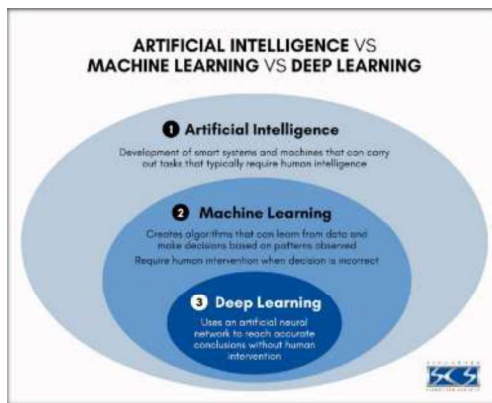 ARTIFICIAL INTELLIGENCE VS
MACHINE LEARNING VS DEEP LEARNING
1 Artificial Intelligence
Development of smart systems and machines that can carry
out tasks that typically require human intelligence
2 Machine Learning
Creates algorithms that can learn from data and
make decisions based on patterns observed
Require human intervention when decision is incorrect
3 Deep Learning
Uses an artificial neural
network to reach accurate
conclusions without human
intervention
SCS